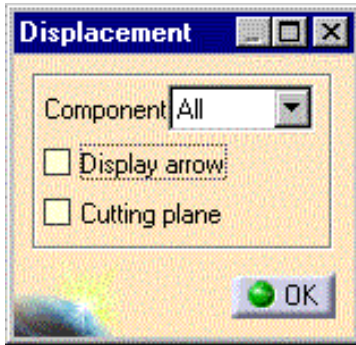 Displacement
Component All
Display arrow
Cutting plane
OK